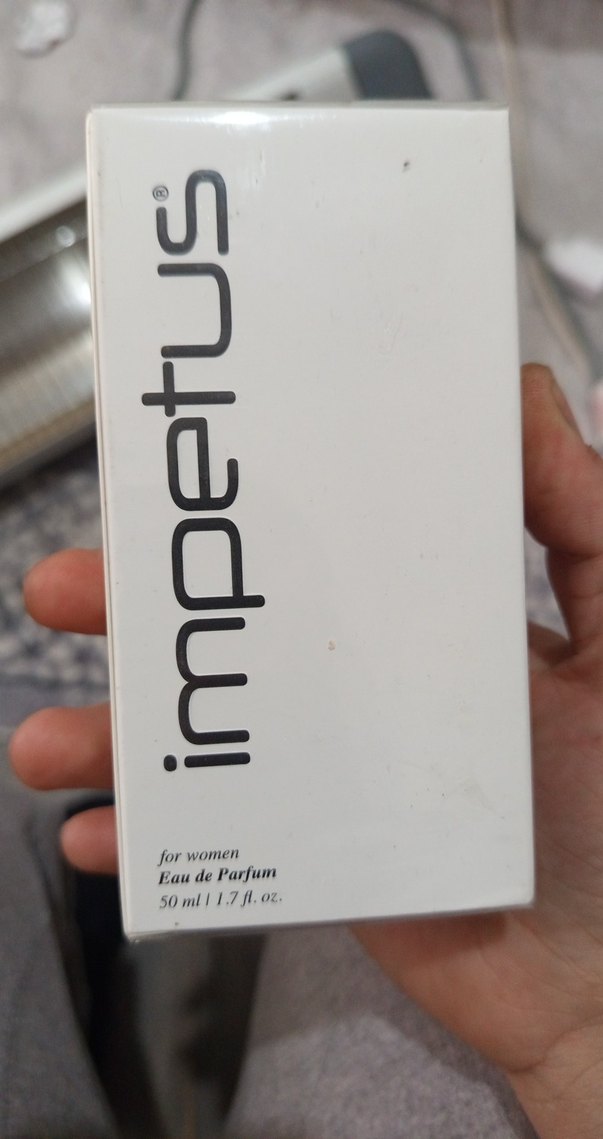 impetus®
for women
Eau de Parfum
50 ml | 1.7 fl. oz.